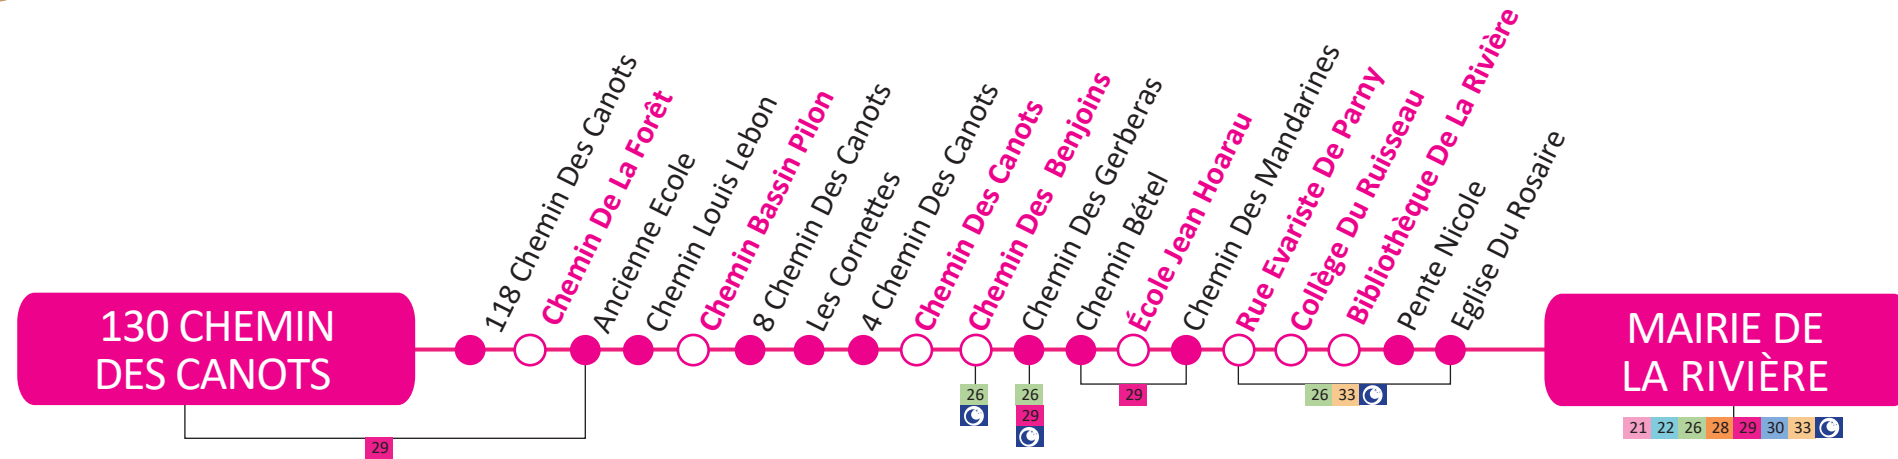 130 CHEMIN
DES CANOTS
118 Chemin Des Canots
Chemin De La Forêt
Ancienne Ecole
Chemin Louis Lebon
Chemin Bassin Pilon
8 Chemin Des Canots
Les Cornettes
4 Chemin Des Canots
Chemin Des Canots
Chemin Des Benjoins
Chemin Des Gerberas
Chemin Bétel
École Jean Hoarau
Chemin Des Mandarines
Rue Evariste De Parny
Collège Du Ruisseau
Bibliothèque De La Rivière
Pente Nicole
Eglise Du Rosaire
MAIRIE DE
LA RIVIÈRE
29
26
26
29
29
26 33
21 22 26 28 29 30 33